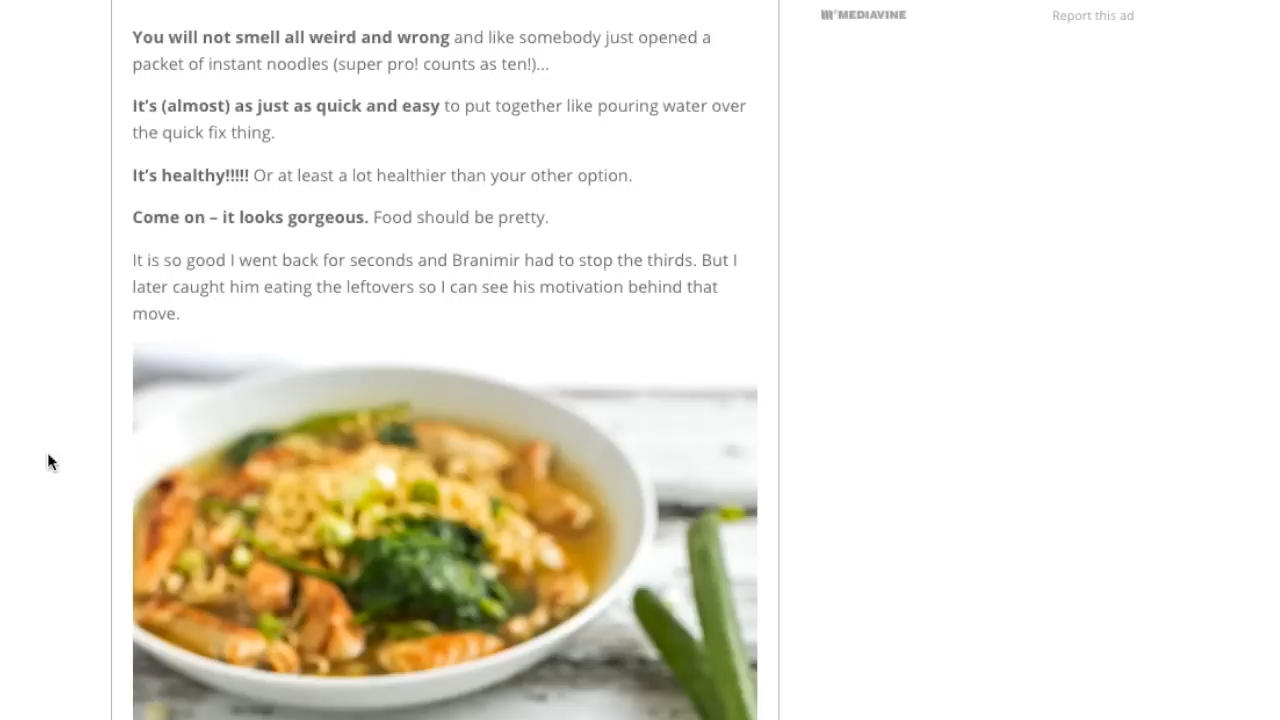 MEDIAVINE
Report this ad
You will not smell all weird and wrong and like somebody just opened a
packet of instant noodles (super pro! counts as ten!)...
It's (almost) as just as quick and easy to put together like pouring water over
the quick fix thing.
It's healthy!!!!! Or at least a lot healthier than your other option.
Come on – it looks gorgeous. Food should be pretty.
It is so good I went back for seconds and Branimir had to stop the thirds. But I
later caught him eating the leftovers so I can see his motivation behind that
move.